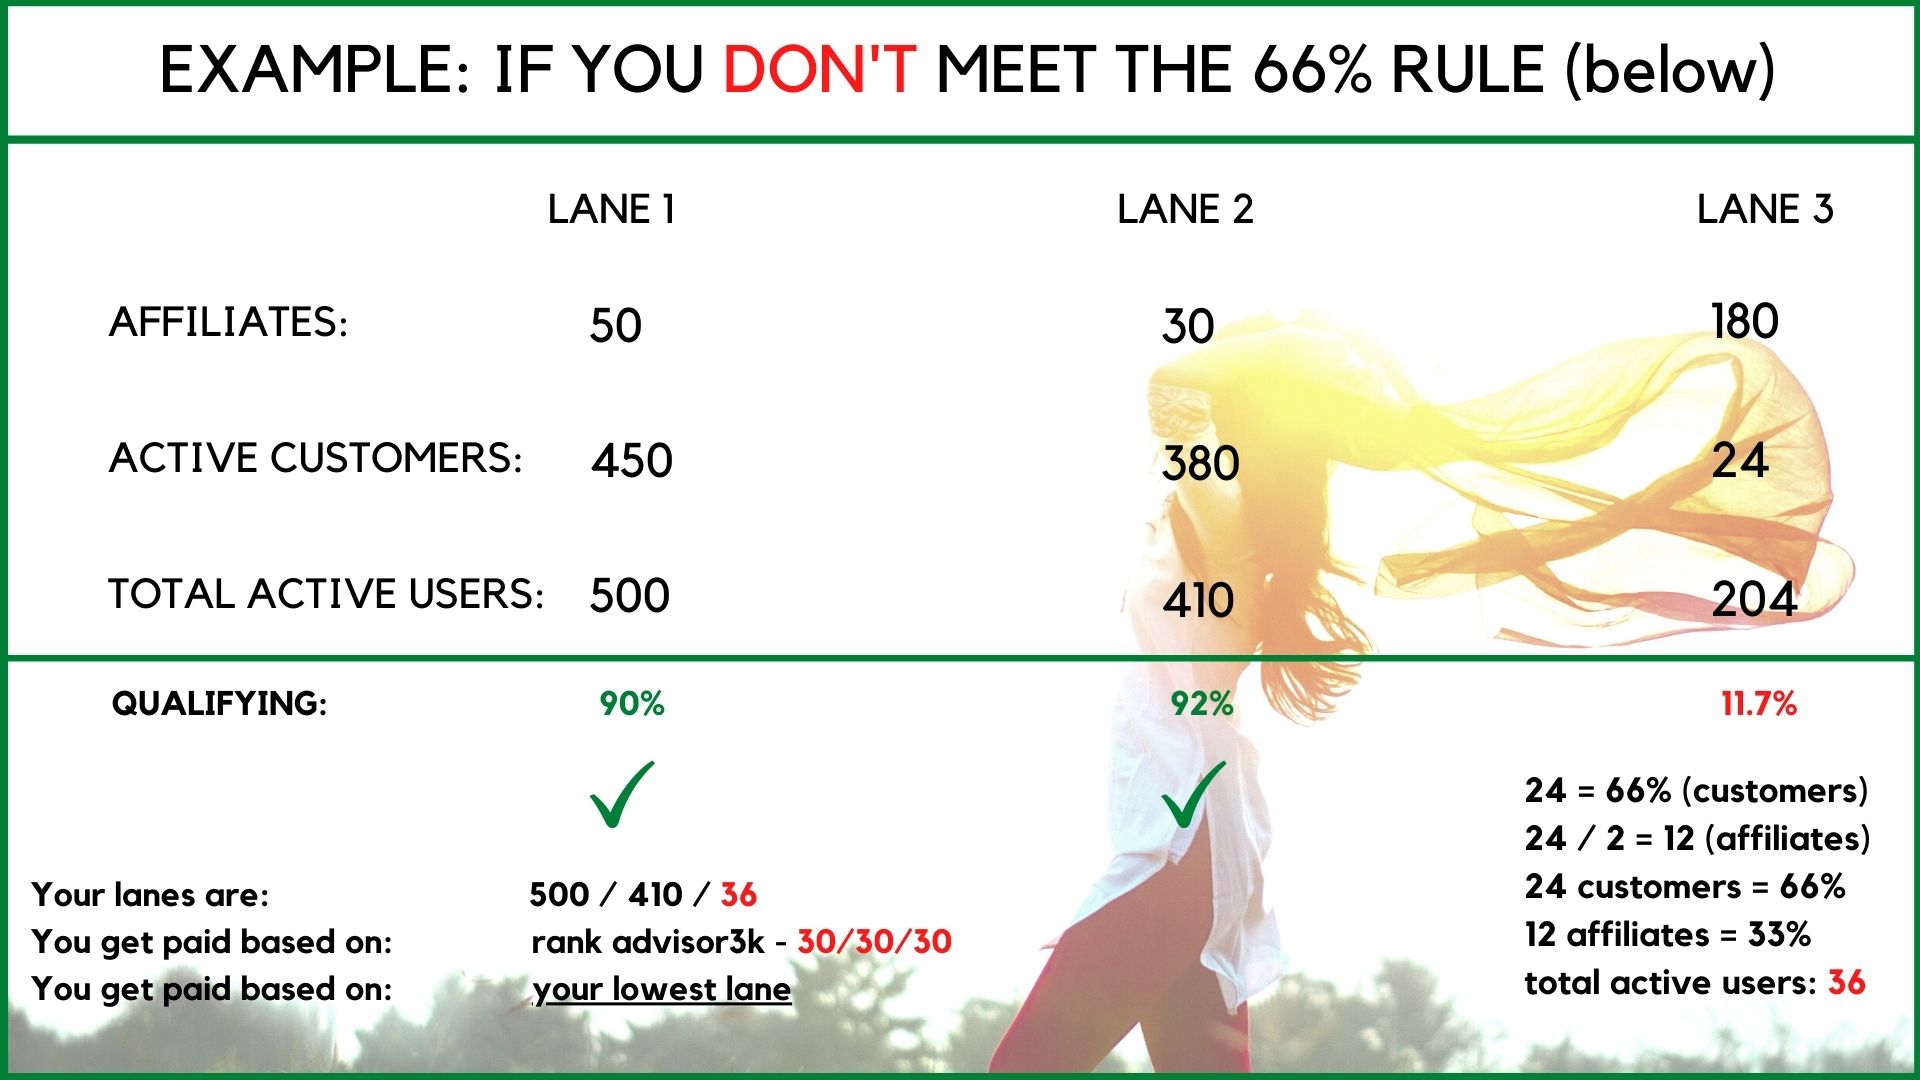 EXAMPLE: IF YOU DON'T MEET THE 66% RULE (below)
LANE 1 LANE 2 LANE 3
AFFILIATES: 50 30 180
ACTIVE CUSTOMERS: 450 380 24
TOTAL ACTIVE USERS: 500 410 204
QUALIFYING: 90% 92% 11.7%
24 = 66% (customers)
24 / 2 = 12 (affiliates)
24 customers = 66%
12 affiliates = 33%
total active users: 36
Your lanes are: 500 / 410 / 36
You get paid based on: rank advisor3k - 30/30/30
You get paid based on: your lowest lane